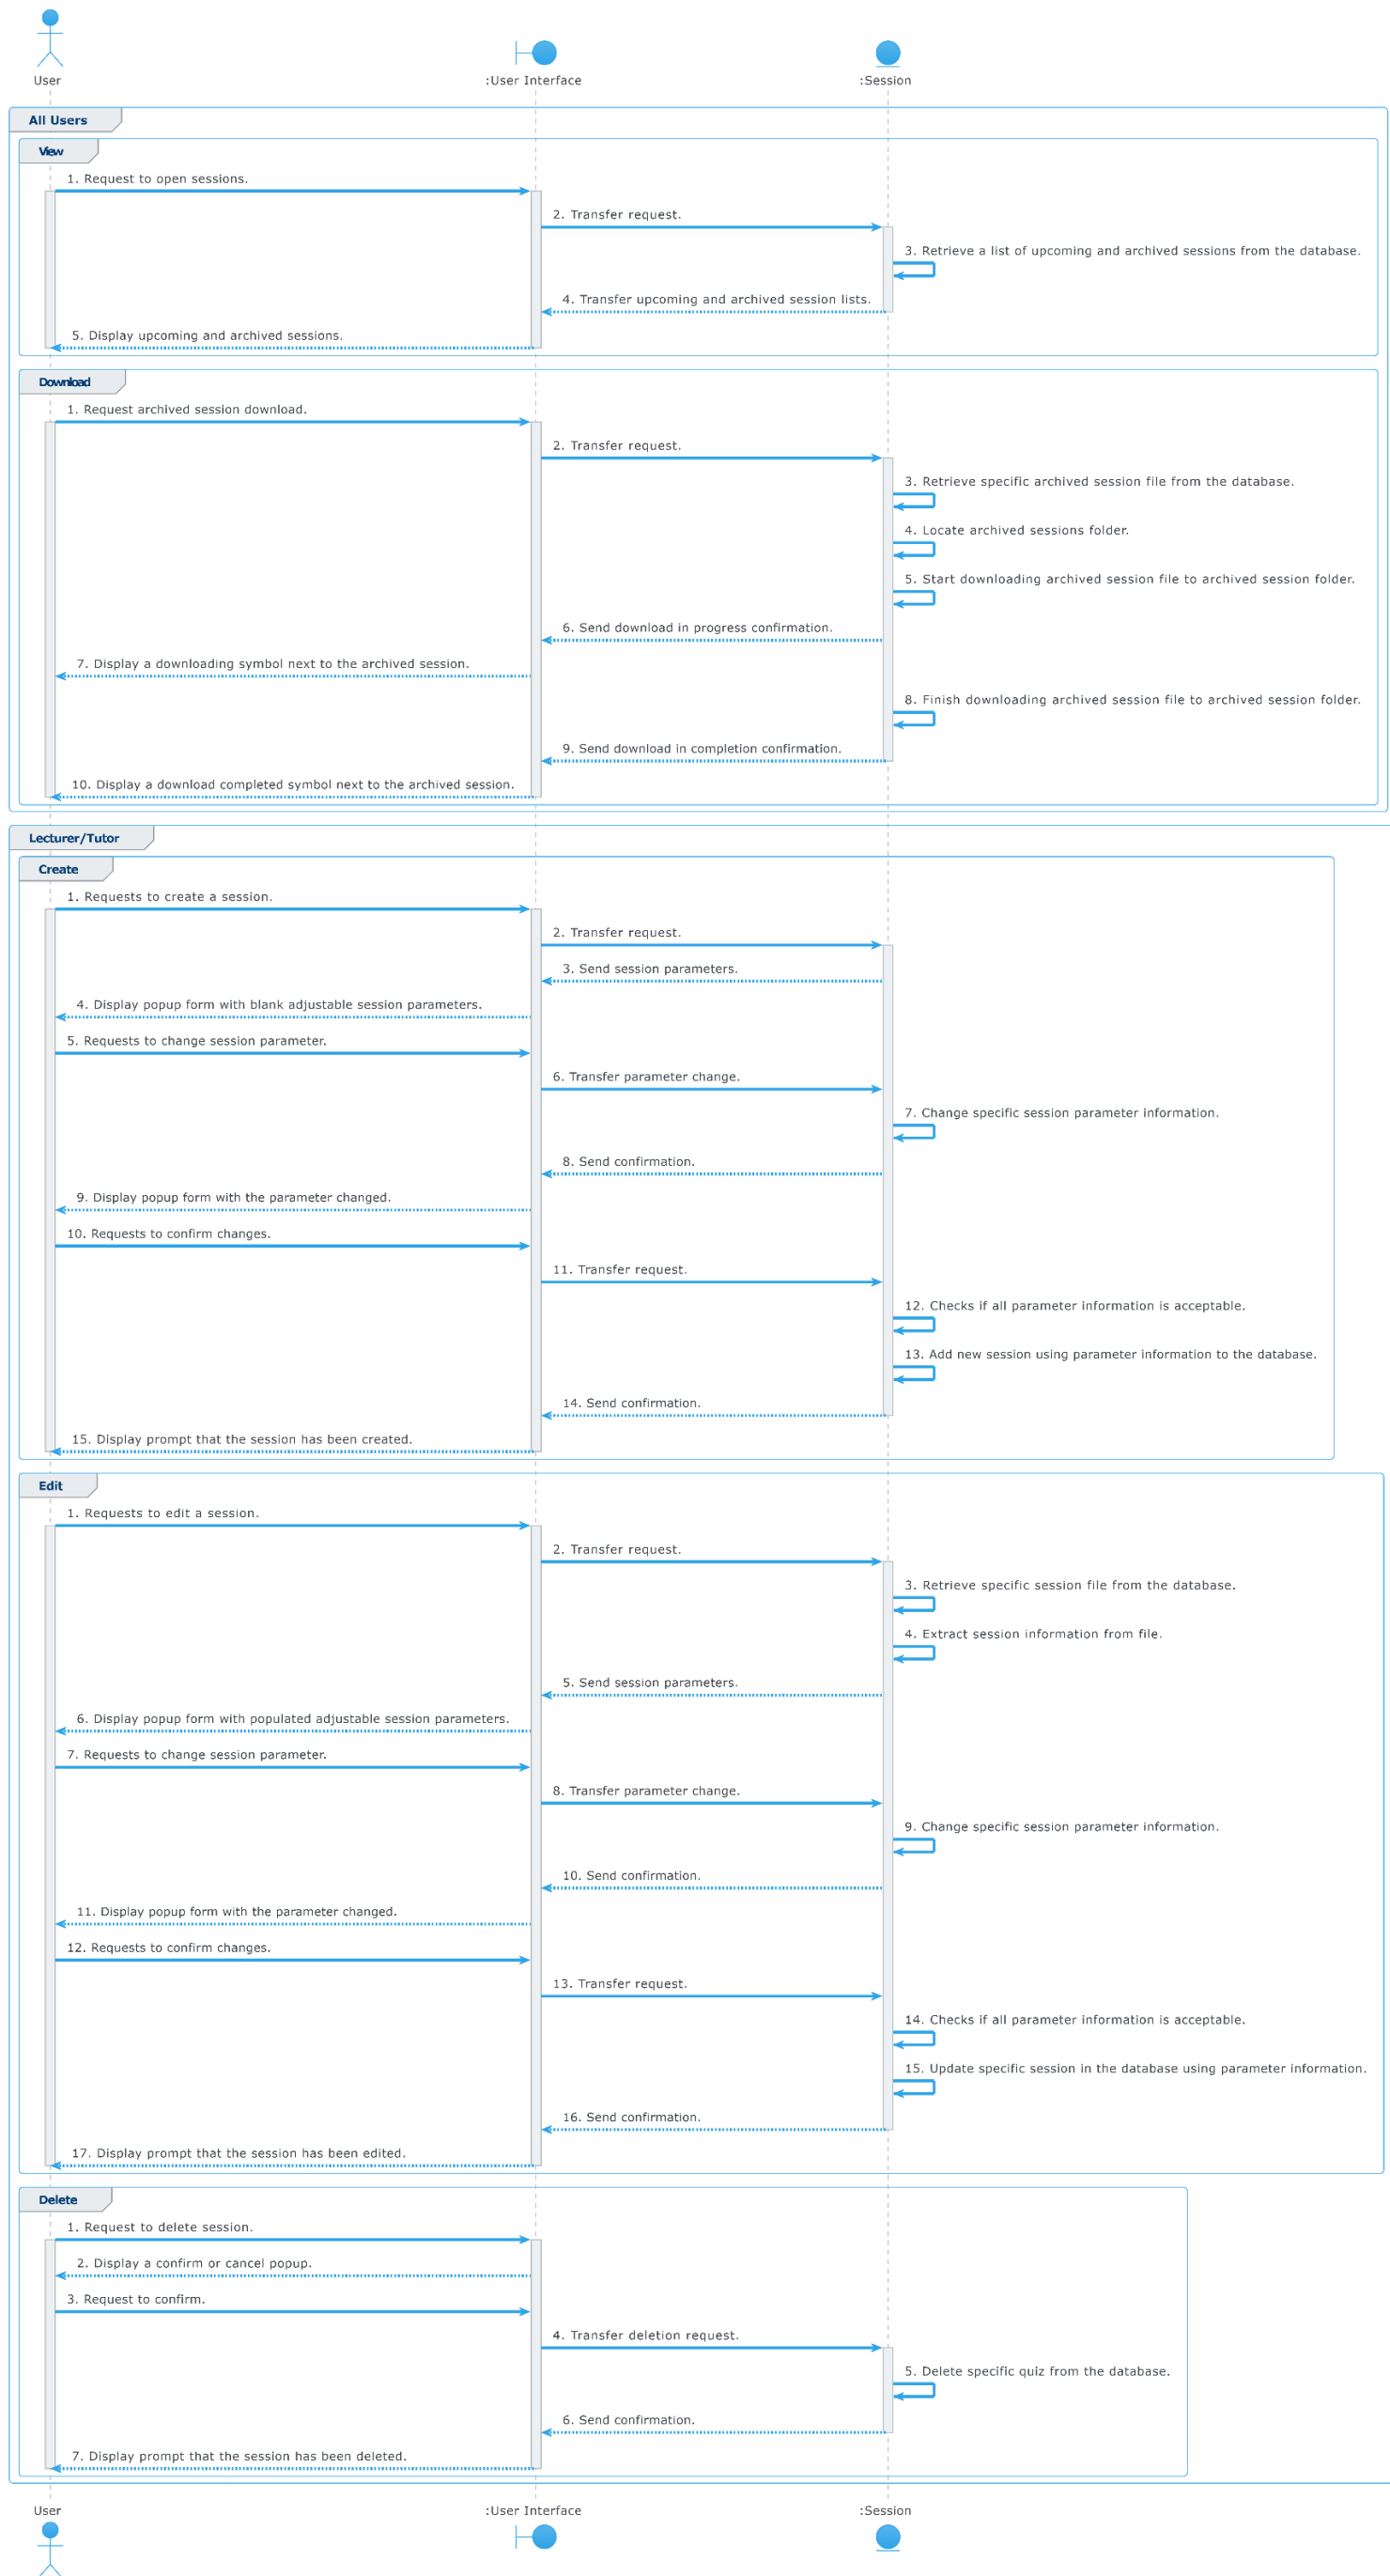 User
:User Interface
:Session
All Users
View
1. Request to open sessions.
2. Transfer request.
3. Retrieve a list of upcoming and archived sessions from the database.
4. Transfer upcoming and archived session lists.
5. Display upcoming and archived sessions.
Download
1. Request archived session download.
2. Transfer request.
3. Retrieve specific archived session file from the database.
4. Locate archived sessions folder.
5. Start downloading archived session file to archived session folder.
6. Send download in progress confirmation.
7. Display a downloading symbol next to the archived session.
8. Finish downloading archived session file to archived session folder.
9. Send download in completion confirmation.
10. Display a download completed symbol next to the archived session.
Lecturer/Tutor
Create
1. Requests to create a session.
2. Transfer request.
3. Send session parameters.
4. Display popup form with blank adjustable session parameters.
5. Requests to change session parameter.
6. Transfer parameter change.
7. Change specific session parameter information.
8. Send confirmation.
9. Display popup form with the parameter changed.
10. Requests to confirm changes.
11. Transfer request.
12. Checks if all parameter information is acceptable.
13. Add new session using parameter information to the database.
14. Send confirmation.
15. Display prompt that the session has been created.
Edit
1. Requests to edit a session.
2. Transfer request.
3. Retrieve specific session file from the database.
4. Extract session information from file.
5. Send session parameters.
6. Display popup form with populated adjustable session parameters.
7. Requests to change session parameter.
8. Transfer parameter change.
9. Change specific session parameter information.
10. Send confirmation.
11. Display popup form with the parameter changed.
12. Requests to confirm changes.
13. Transfer request.
14. Checks if all parameter information is acceptable.
15. Update specific session in the database using parameter information.
16. Send confirmation.
17. Display prompt that the session has been edited.
Delete
1. Request to delete session.
2. Display a confirm or cancel popup.
3. Request to confirm.
4. Transfer deletion request.
5. Delete specific quiz from the database.
6. Send confirmation.
7. Display prompt that the session has been deleted.
User
:User Interface
:Session